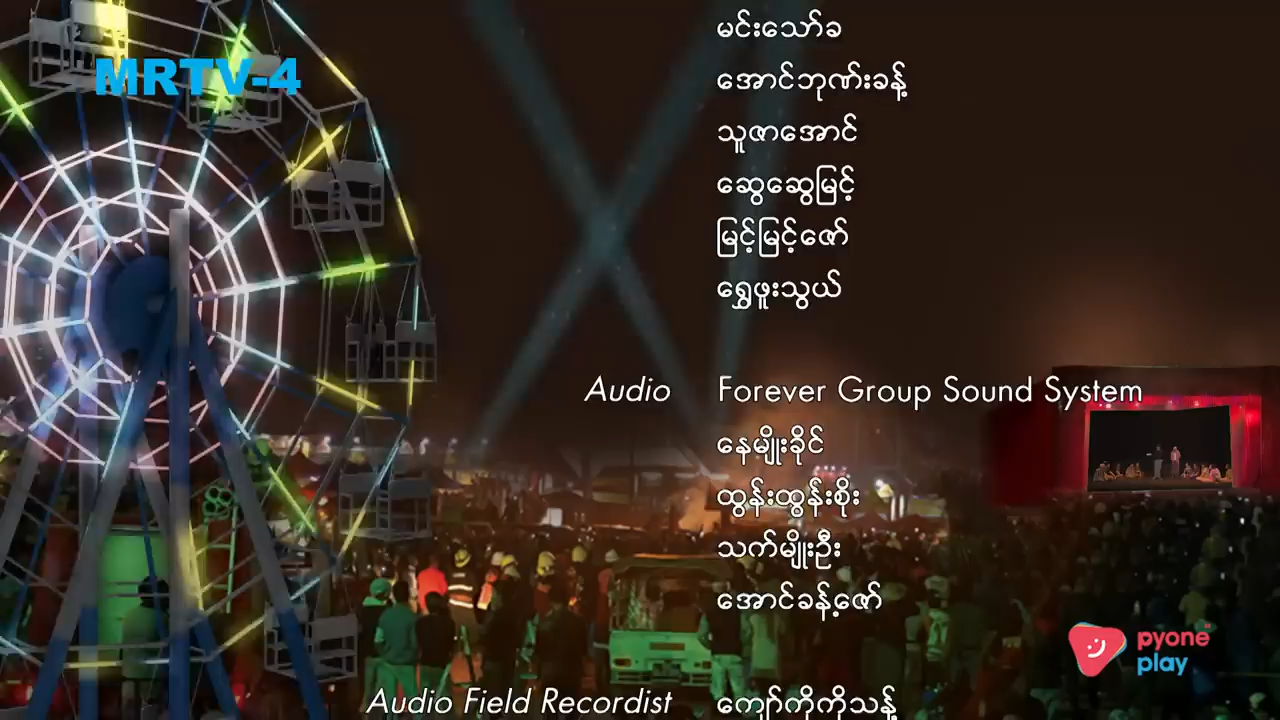 မင်းသော်ခ
MRTV-4
အောင်ဘုဏ်းခန့်
သူဇာအောင်
ဆွေဆွေမြင့်
မြင့်မြင့်ဇော်
ရွှေဖူးသွယ်
Audio Forever Group Sound System
နေမျိုးခိုင်
ထွန်းထွန်းစိုး
သက်မျိုးဦး
အောင်ခန့်ဇော်
pyone
play
Audio Field Recordist ကျော်ကိုကိုသန့်